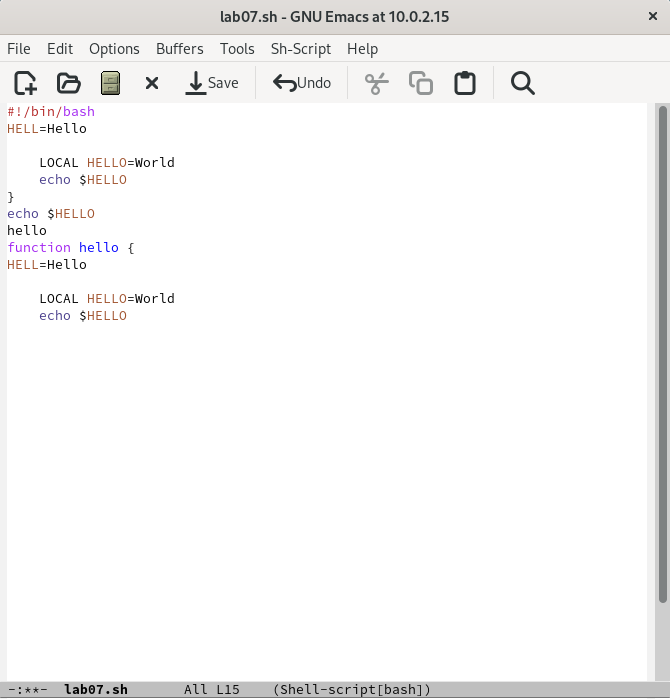 lab07.sh - GNU Emacs at 10.0.2.15
File Edit Options Buffers Tools Sh-Script Help
Save Undo
#!/bin/bash
HELL=Hello
LOCAL HELLO=World
echo $HELLO
}
echo $HELLO
hello
function hello {
HELL=Hello
LOCAL HELLO=World
echo $HELLO
-:**- lab07.sh All L15 (Shell-script[bash])